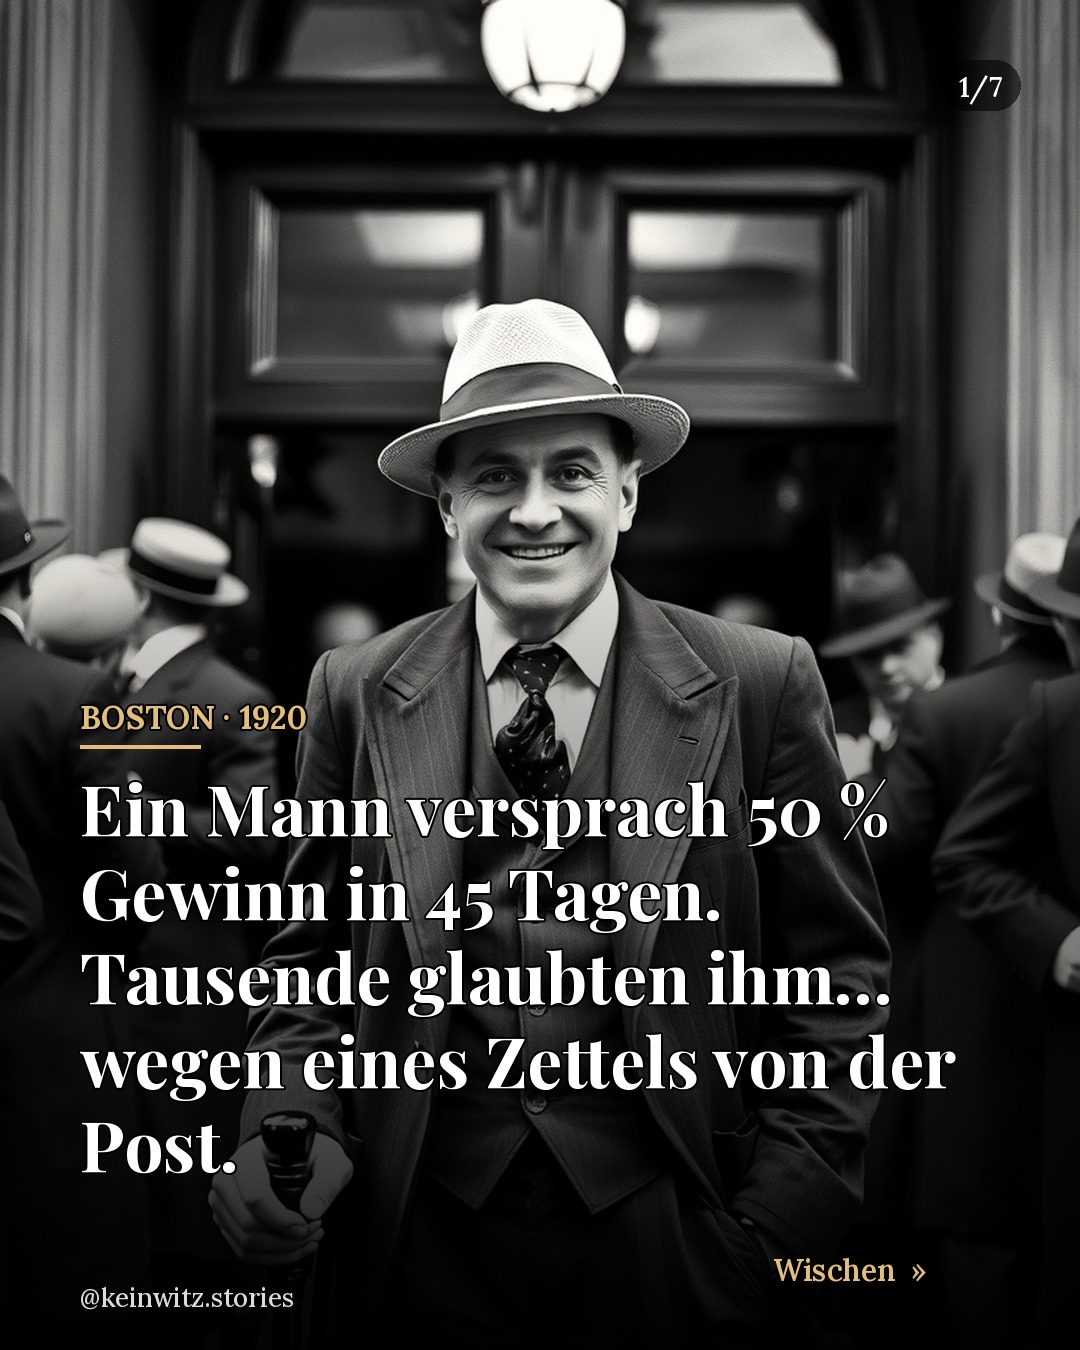 1/7
BOSTON · 1920
Ein Mann versprach 50 %
Gewinn in 45 Tagen.
Tausende glaubten ihm...
wegen eines Zettels von der
Post.
Wischen »
@keinwitz.stories